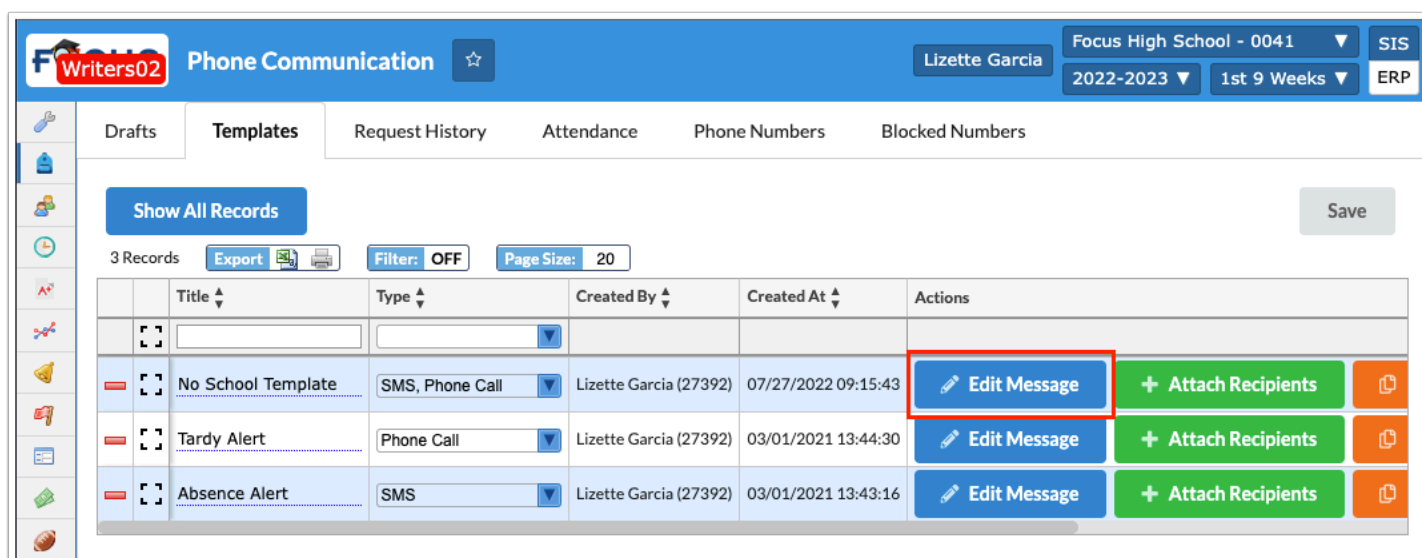 Writers02
Phone Communication
Lizette Garcia
Focus High School - 0041
SIS
2022-2023
1st 9 Weeks
ERP
Drafts
Templates
Request History
Attendance
Phone Numbers
Blocked Numbers
Show All Records
Save
3 Records
Export
Filter: OFF
Page Size: 20
Title
Type
Created By
Created At
Actions
No School Template
SMS, Phone Call
Lizette Garcia (27392)
07/27/2022 09:15:43
Edit Message
+ Attach Recipients
Tardy Alert
Phone Call
Lizette Garcia (27392)
03/01/2021 13:44:30
Edit Message
+ Attach Recipients
Absence Alert
SMS
Lizette Garcia (27392)
03/01/2021 13:43:16
Edit Message
+ Attach Recipients